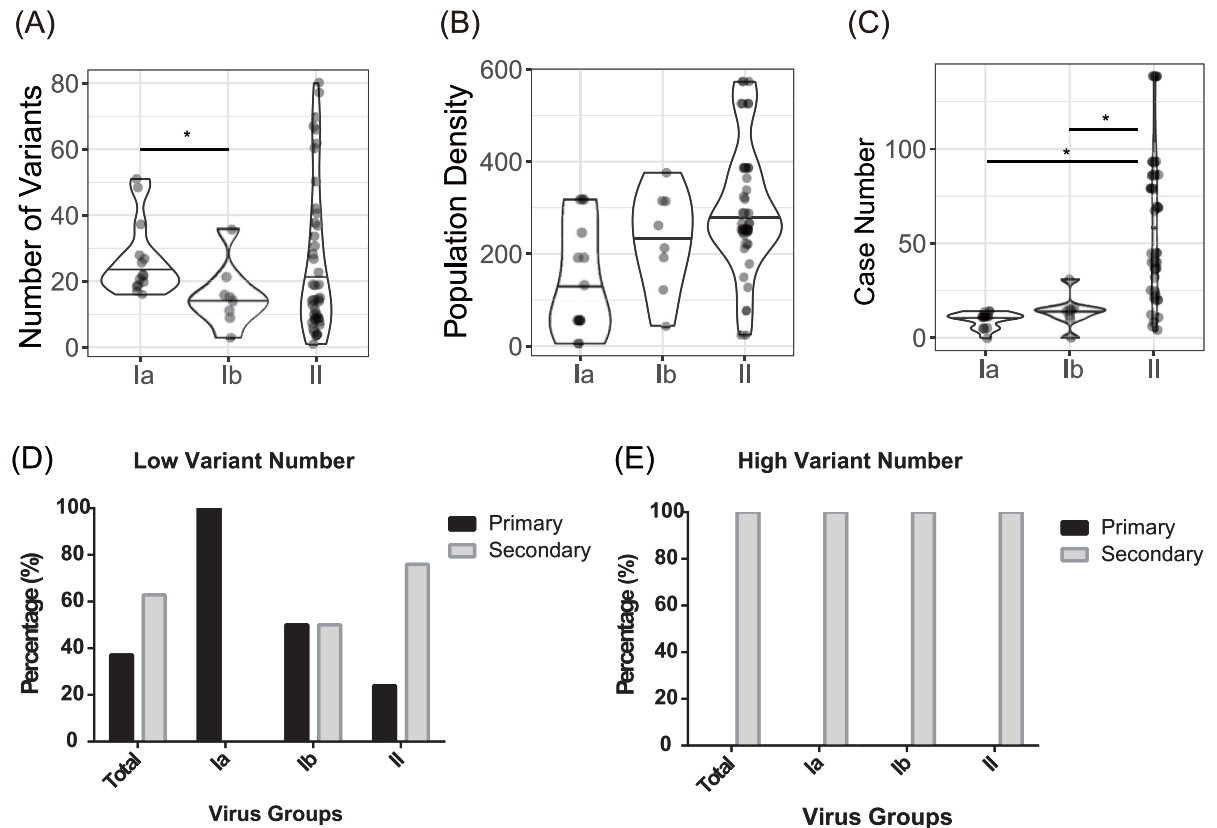 (A)
Number of Variants
80
60
40
20
0
*
Ia
Ib
II
(B)
Population Density
600
400
200
0
Ia
Ib
II
(C)
Case Number
100
50
0
*
*
Ia
Ib
II
(D)
Low Variant Number
Percentage (%)
100
80
60
40
20
0
Total
Ia
Ib
II
Virus Groups
Primary
Secondary
(E)
High Variant Number
Percentage (%)
100
80
60
40
20
0
Total
Ia
Ib
II
Virus Groups
Primary
Secondary